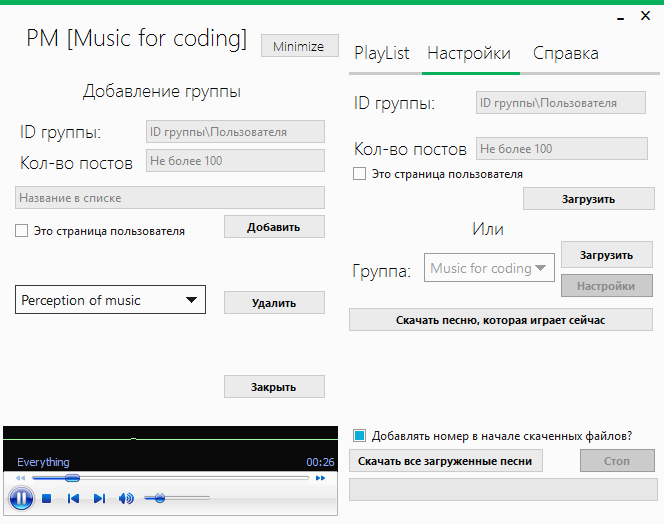 PM [Music for coding]
Minimize
Добавление группы
ID группы:
ID группы\Пользователя
Кол-во постов
Не более 100
Название в списке
Это страница пользователя
Добавить
Perception of music
Удалить
Закрыть
Everything
00:26
PlayList
Настройки
Справка
ID группы:
ID группы\Пользователя
Кол-во постов
Не более 100
Это страница пользователя
Загрузить
Или
Группа:
Music for coding
Загрузить
Настройки
Скачать песню, которая играет сейчас
Добавлять номер в начале скаченных файлов?
Скачать все загруженные песни
Стоп